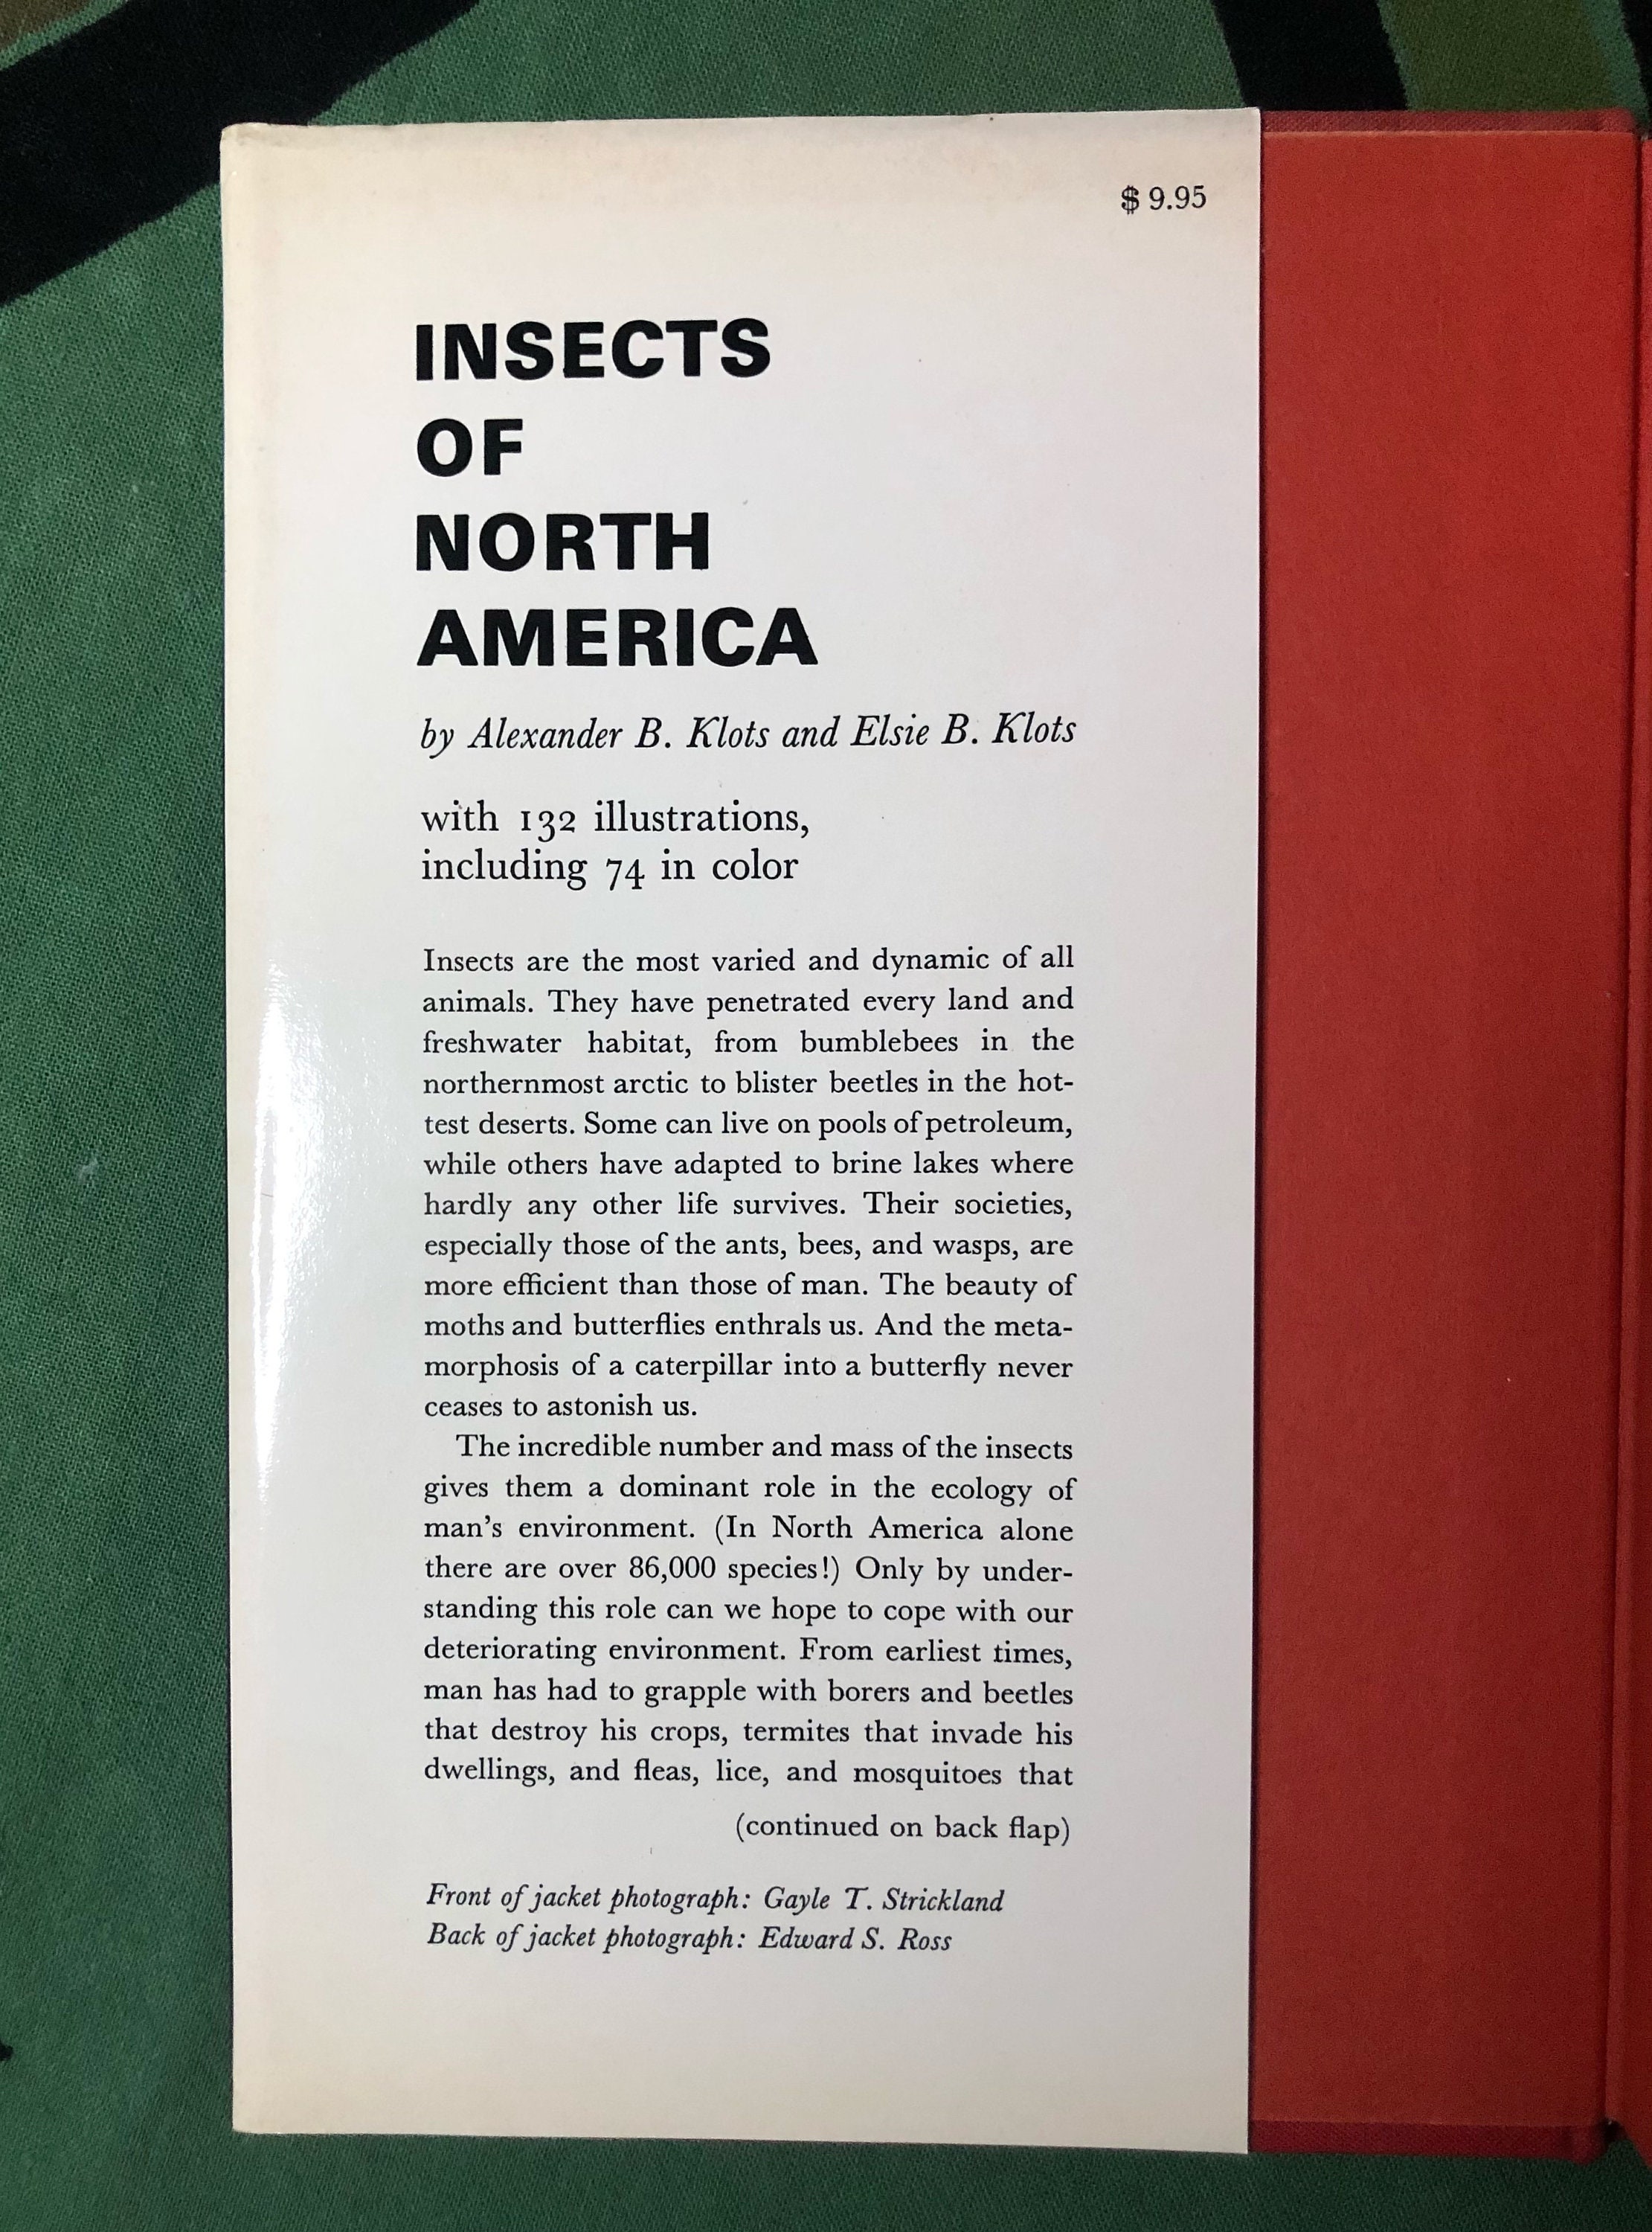 $ 9.95
INSECTS
OF
NORTH
AMERICA
by Alexander B. Klots and Elsie B. Klots
with 132 illustrations,
including 74 in color
Insects are the most varied and dynamic of all
animals. They have penetrated every land and
freshwater habitat, from bumblebees in the
northernmost arctic to blister beetles in the hot-
test deserts. Some can live on pools of petroleum,
while others have adapted to brine lakes where
hardly any other life survives. Their societies,
especially those of the ants, bees, and wasps, are
more efficient than those of man. The beauty of
moths and butterflies enthrals us. And the meta-
morphosis of a caterpillar into a butterfly never
ceases to astonish us.
The incredible number and mass of the insects
gives them a dominant role in the ecology of
man's environment. (In North America alone
there are over 86,000 species!) Only by under-
standing this role can we hope to cope with our
deteriorating environment. From earliest times,
man has had to grapple with borers and beetles
that destroy his crops, termites that invade his
dwellings, and fleas, lice, and mosquitoes that
(continued on back flap)
Front of jacket photograph: Gayle T. Strickland
Back of jacket photograph: Edward S. Ross